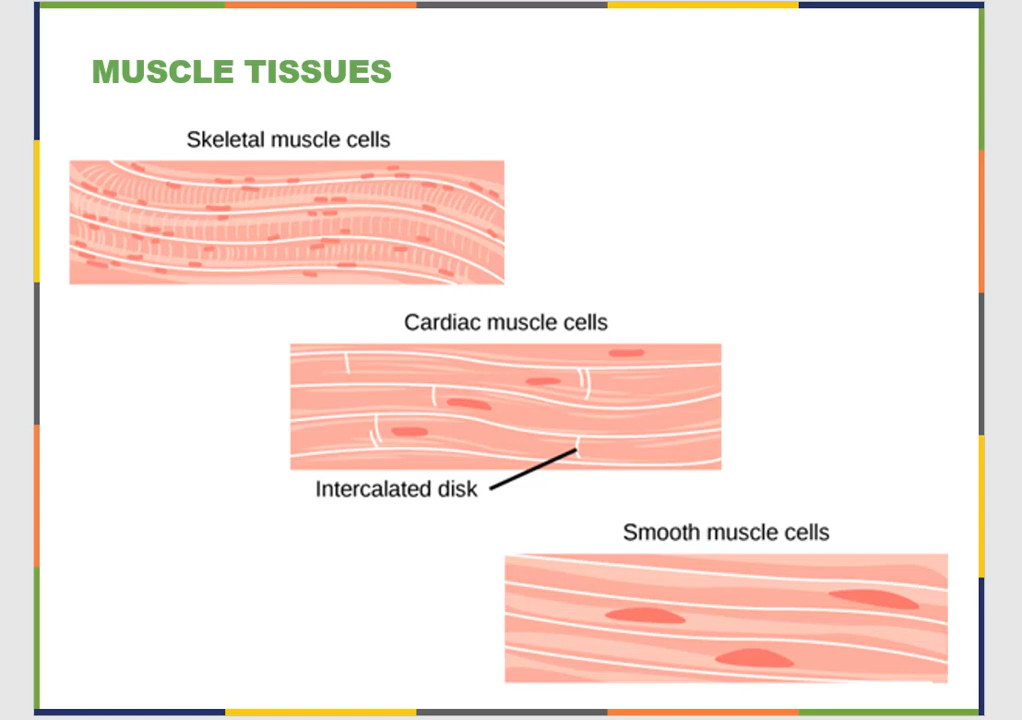 MUSCLE TISSUES
Skeletal muscle cells
Cardiac muscle cells
Intercalated disk
Smooth muscle cells